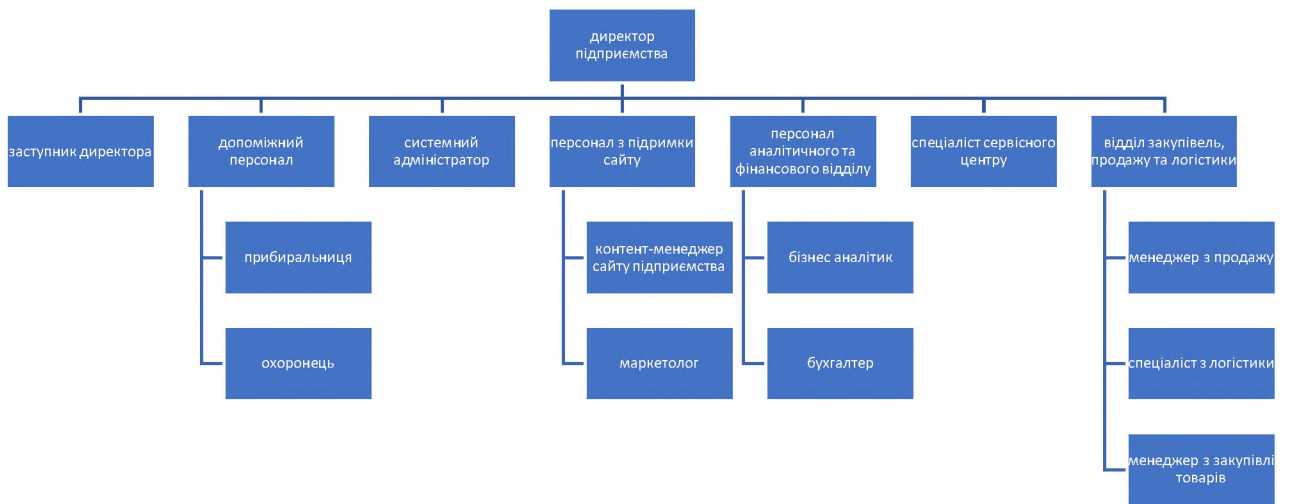 директор
підприємства
заступник директора
допоміжний
персонал
системний
адміністратор
персонал з підримки
сайту
персонал
аналітичного та
фінансового відділу
спеціаліст сервісного
центру
відділ закупівель,
продажу та логістики
прибиральниця
контент-менеджер
сайту підприємства
бізнес аналітик
менеджер з продажу
охоронець
маркетолог
бухгалтер
спеціаліст з логістики
менеджер з закупівлі
товарів